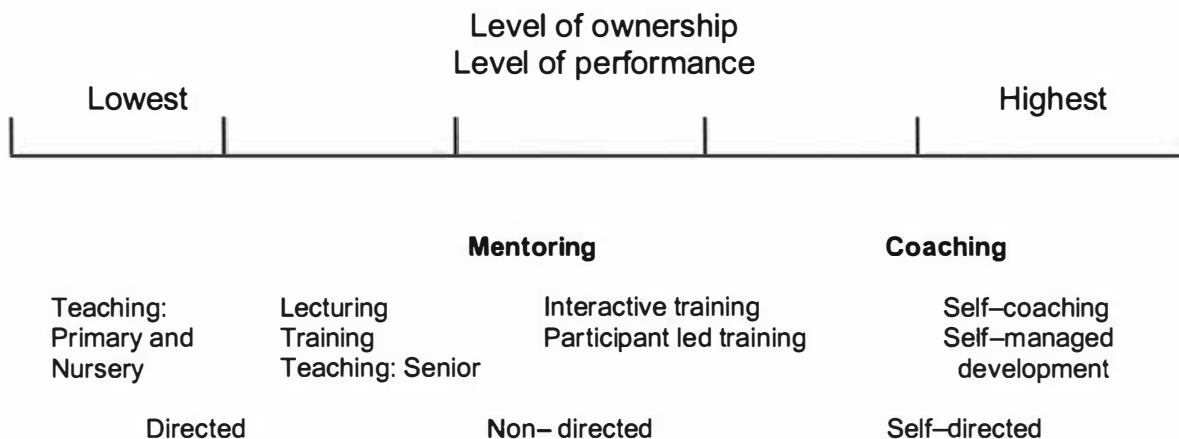 Level of ownership
Level of performance
Lowest Highest
Mentoring Coaching
Teaching: Lecturing Interactive training Self–coaching
Primary and Training Participant led training Self–managed
Nursery Teaching: Senior development
Directed Non– directed Self–directed